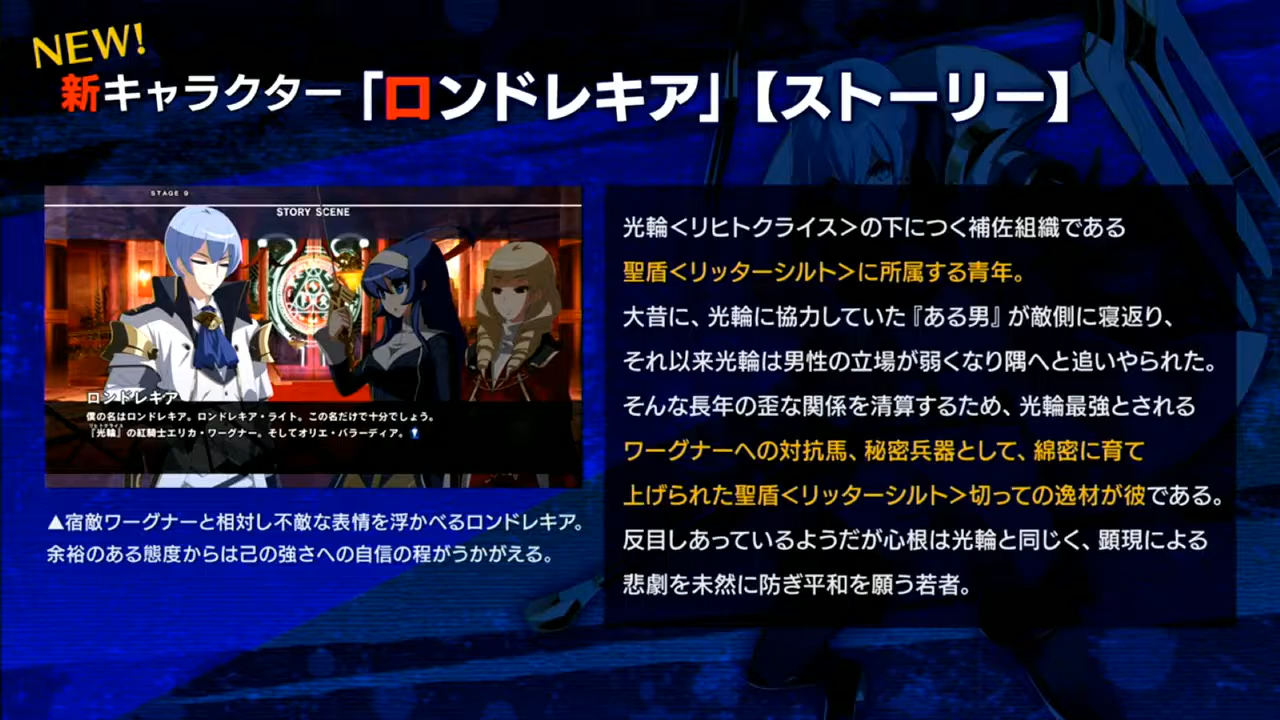 NEW!
新キャラクター「ロンドレキア」【ストーリー】
STAGE 9
STORY SCENE
ロンドレキア
僕の名はロンドレキア。ロンドレキア・ライト。この名だけで十分でしょう。
リヒトクライス
『光輪』の紅騎士エリカ・ワーグナー。そしてオリエ・バラーディア。
▲宿敵ワーグナーと相対し不敵な表情を浮かべるロンドレキア。
余裕のある態度からは己の強さへの自信の程がうかがえる。
光輪<リヒトクライス>の下につく補佐組織である
聖盾<リッターシルト>に所属する青年。
大昔に、光輪に協力していた『ある男』が敵側に寝返り、
それ以来光輪は男性の立場が弱くなり隅へと追いやられた。
そんな長年の歪な関係を清算するため、光輪最強とされる
ワーグナーへの対抗馬、秘密兵器として、綿密に育て
上げられた聖盾<リッターシルト>切っての逸材が彼である。
反目しあっているようだが心根は光輪と同じく、顕現による
悲劇を未然に防ぎ平和を願う若者。